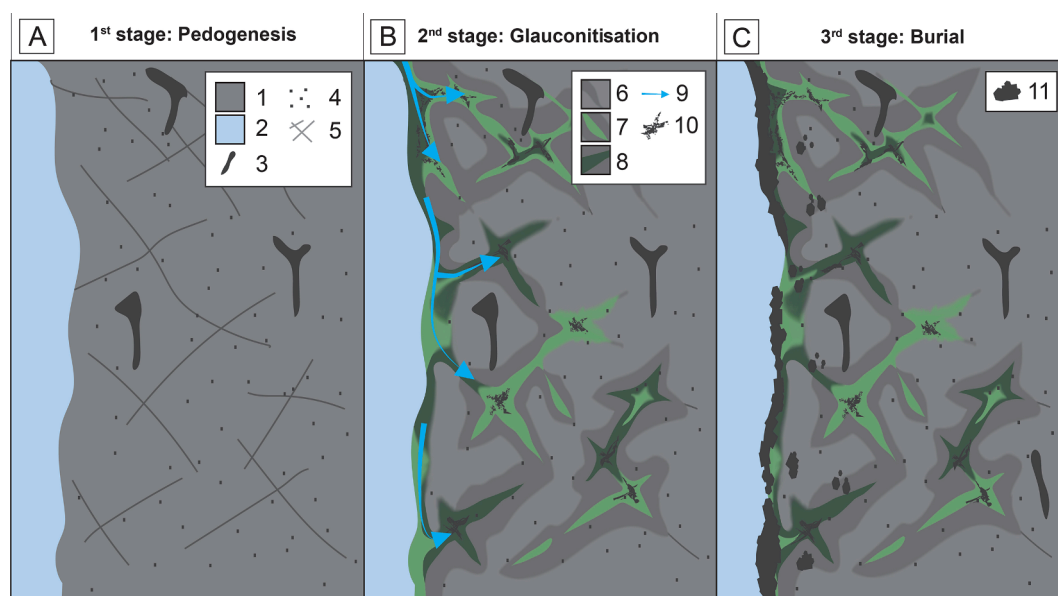 A 1st stage: Pedogenesis
B 2nd stage: Glauconitisation
C 3rd stage: Burial
1 4
2 5
3
6 9
7 10
8
11